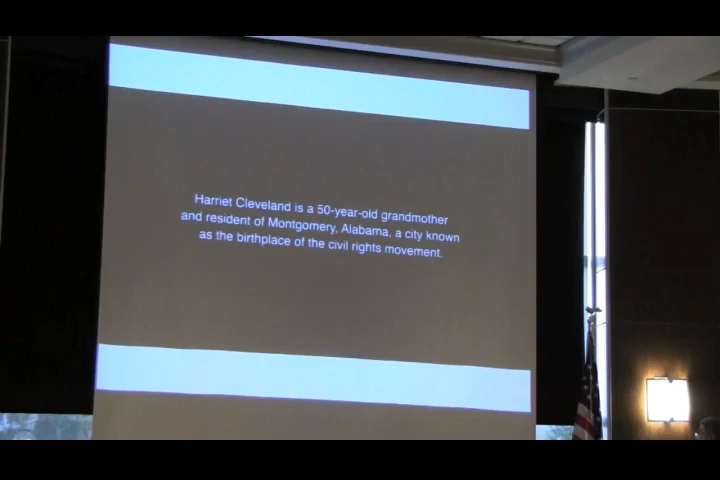 Harriet Cleveland is a 50-year-old grandmother
and resident of Montgomery, Alabama, a city known
as the birthplace of the civil rights movement.